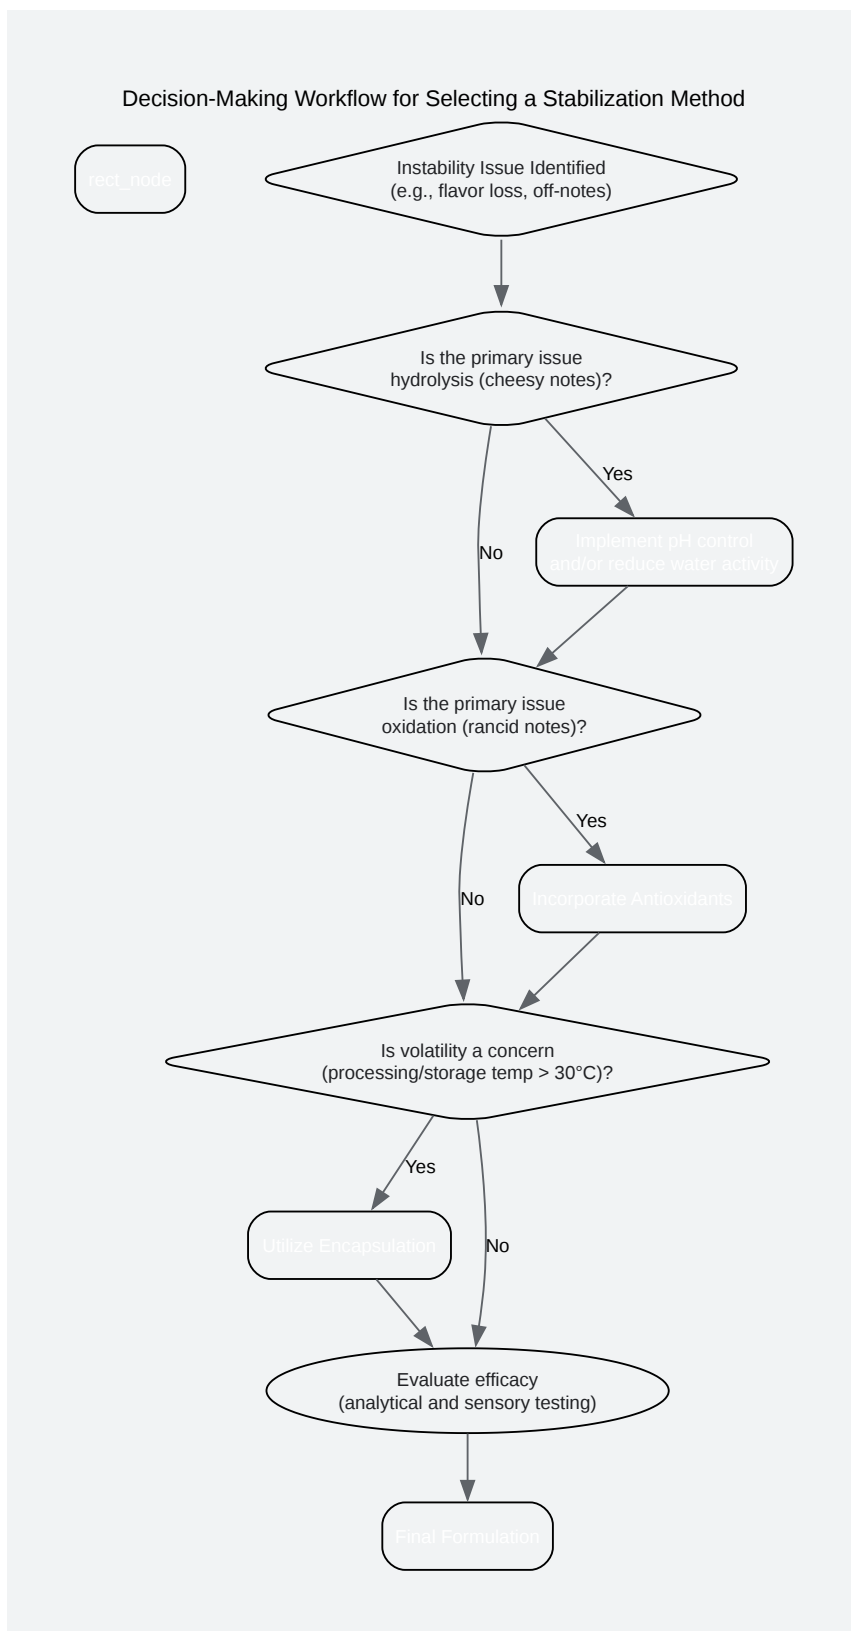 Decision-Making Workflow for Selecting a Stabilization Method
rect_node
Instability Issue Identified
(e.g., flavor loss, off-notes)
Is the primary issue
hydrolysis (cheesy notes)?
Yes
No
Implement pH control
and/or reduce water activity
Is the primary issue
oxidation (rancid notes)?
Yes
No
Incorporate Antioxidants
Is volatility a concern
(processing/storage temp > 30°C)?
Yes
No
Utilize Encapsulation
Evaluate efficacy
(analytical and sensory testing)
Final Formulation